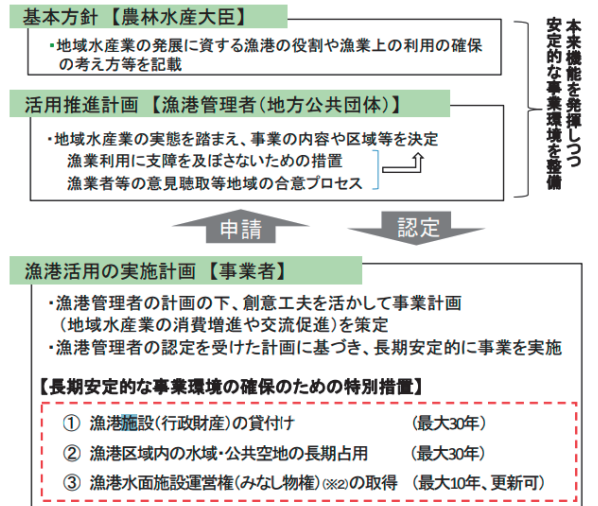 基本方針【農林水産大臣】
・地域水産業の発展に資する漁港の役割や漁業上の利用の確保
の考え方等を記載
活用推進計画【漁港管理者（地方公共団体）】
・地域水産業の実態を踏まえ、事業の内容や区域等を決定
漁業利用に支障を及ぼさないための措置
漁業者等の意見聴取等地域の合意プロセス
本来機能を発揮しつつ
安定的な事業環境を整備
申請
認定
漁港活用の実施計画【事業者】
・漁港管理者の計画の下、創意工夫を活かして事業計画
（地域水産業の消費増進や交流促進）を策定
・漁港管理者の認定を受けた計画に基づき、長期安定的に事業を実施
【長期安定的な事業環境の確保のための特別措置】
① 漁港施設（行政財産）の貸付け （最大30年）
② 漁港区域内の水域・公共空地の長期占用 （最大30年）
③ 漁港水面施設運営権（みなし物権）（※2）の取得 （最大10年、更新可）